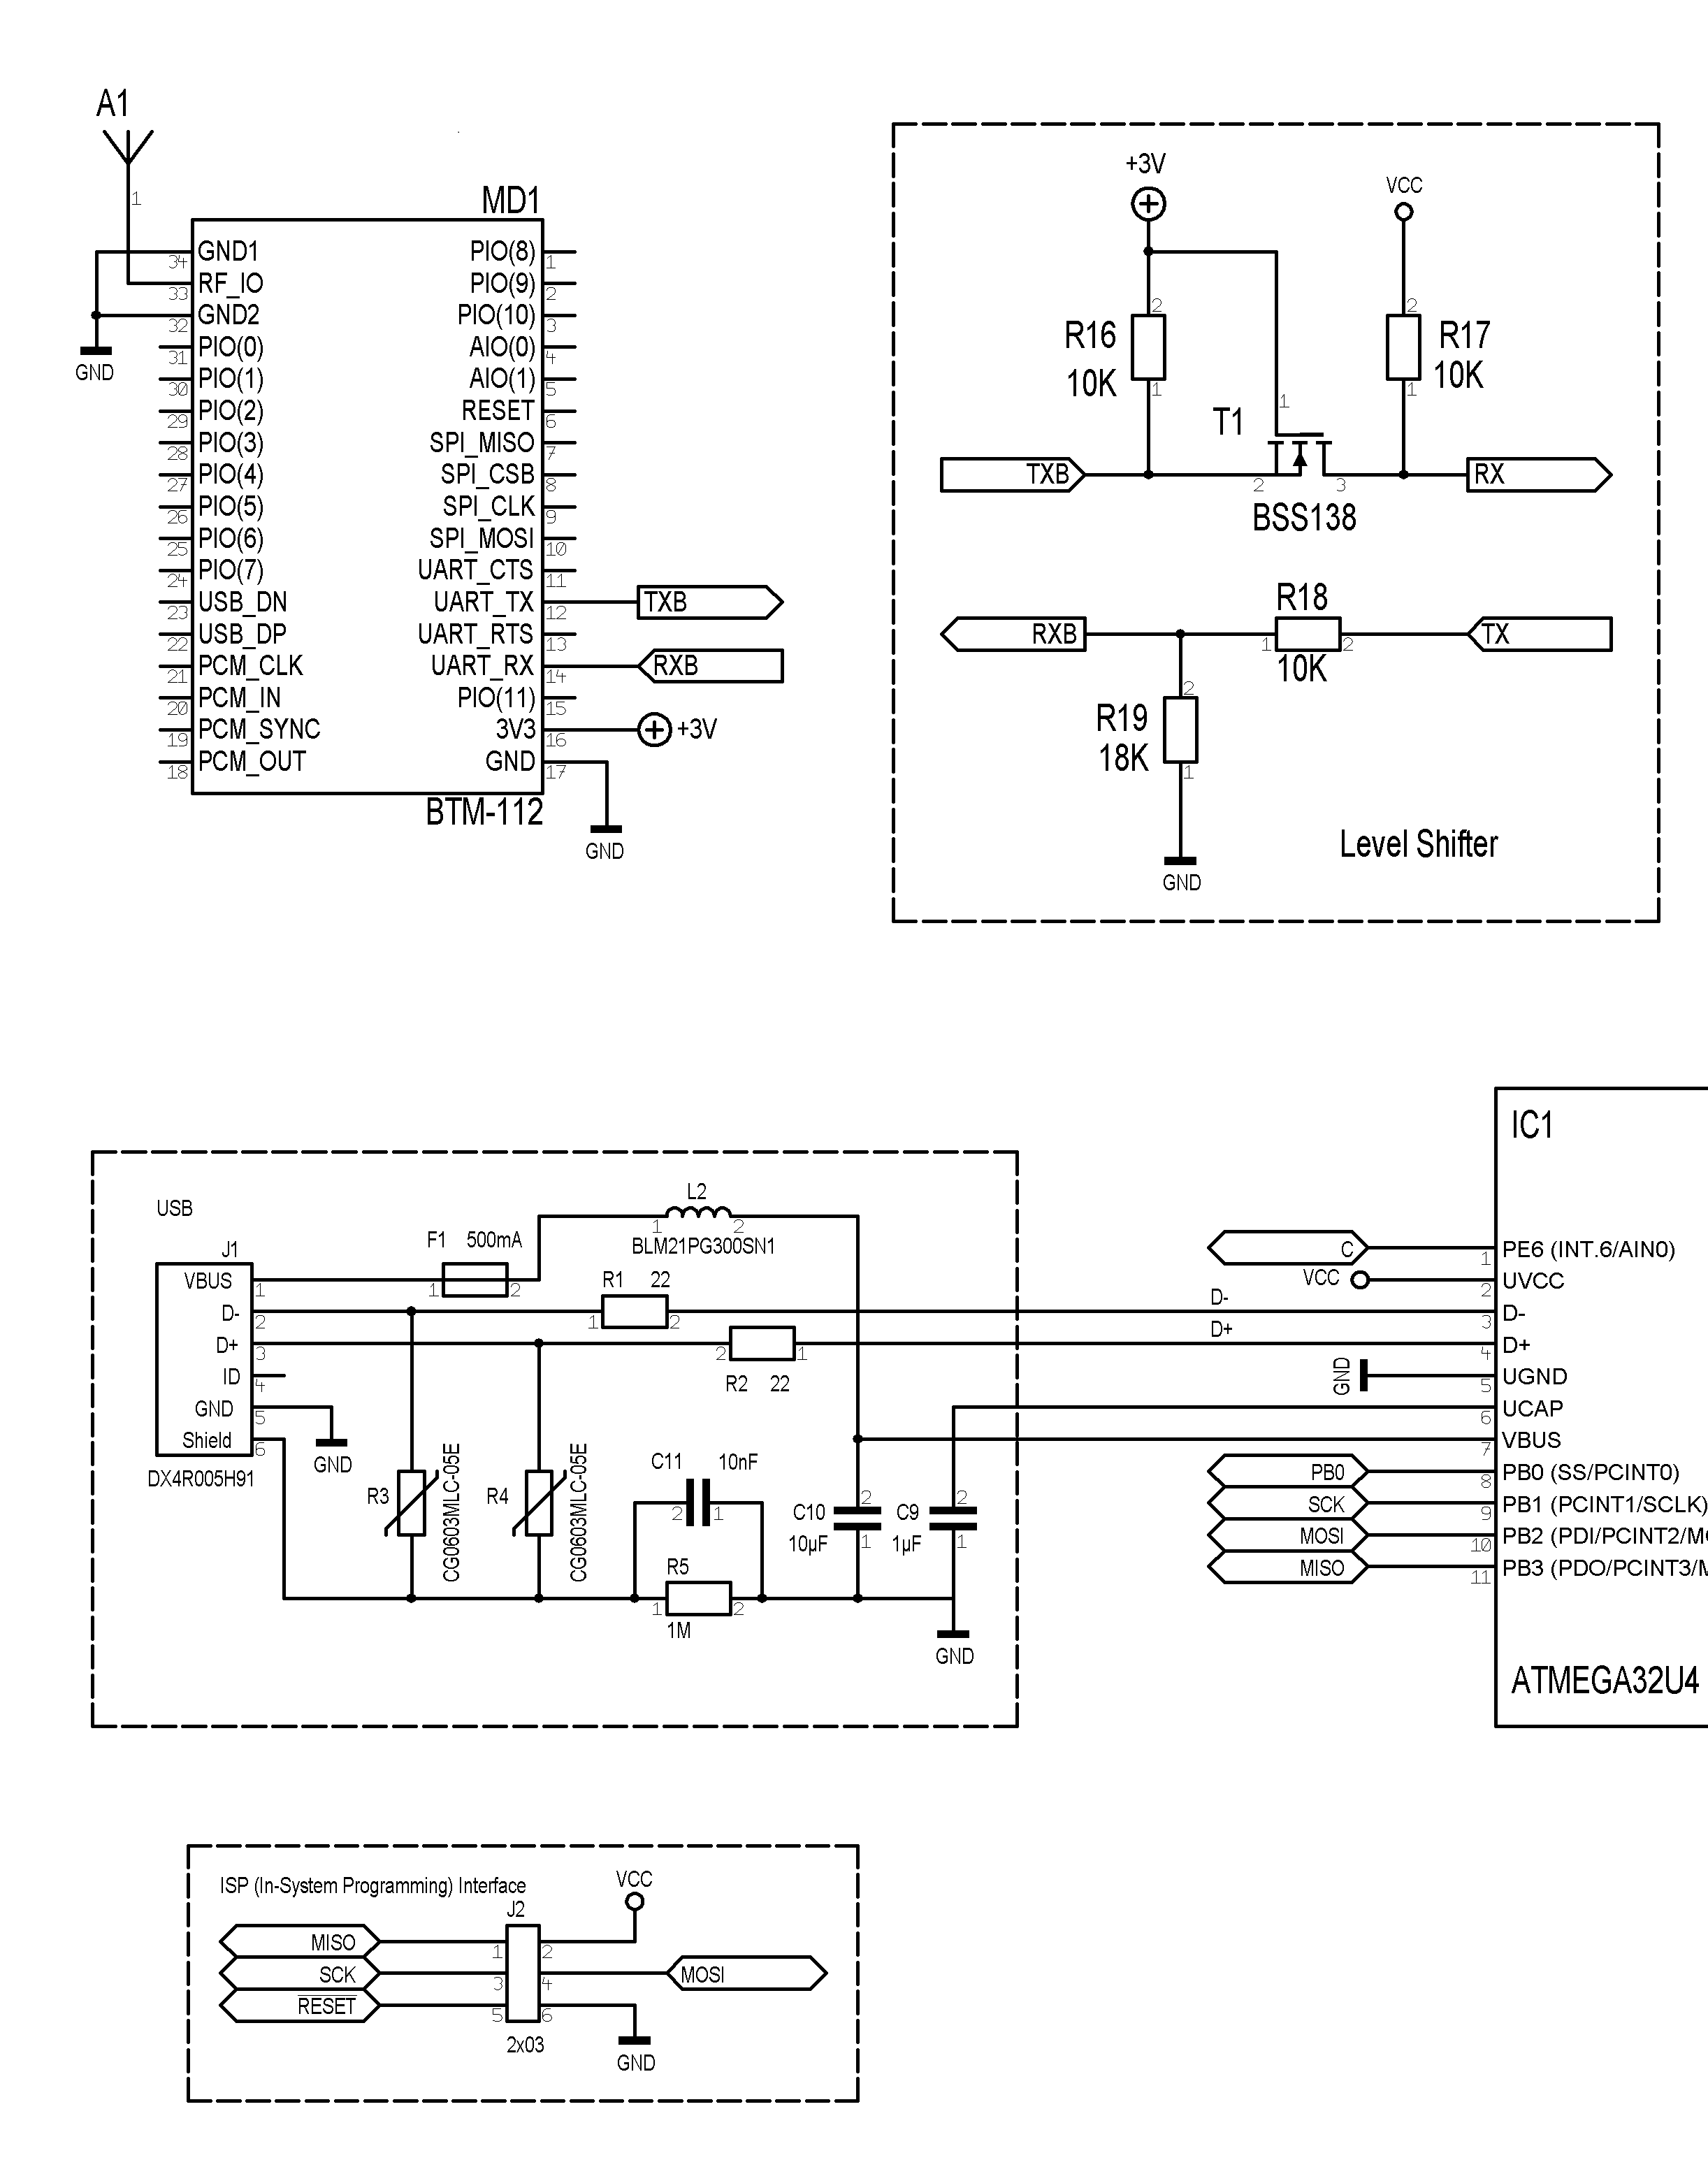 A1
1
MD1
GND1
34
RF_IO
33
GND2
32
PIO(0)
31
PIO(1)
30
PIO(2)
29
PIO(3)
28
PIO(4)
27
PIO(5)
26
PIO(6)
25
PIO(7)
24
USB_DN
23
USB_DP
22
PCM_CLK
21
PCM_IN
20
PCM_SYNC
19
PCM_OUT
18
GND
PIO(8)
1
PIO(9)
2
PIO(10)
3
AIO(0)
4
AIO(1)
5
RESET
6
SPI_MISO
7
SPI_CSB
8
SPI_CLK
9
SPI_MOSI
10
UART_CTS
11
UART_TX
12
TXB
UART_RTS
13
UART_RX
14
RXB
PIO(11)
15
3V3
16
+3V
GND
17
BTM-112
GND
+3V
VCC
2
R16
10K
1
2
R17
10K
1
T1
1
TXB
2
3
RX
BSS138
R18
RXB
1
2
TX
10K
2
R19
18K
1
GND
Level Shifter
USB
J1
VBUS
1
D-
2
D+
3
ID
4
GND
5
Shield
6
DX4R005H91
GND
F1 500mA
1
2
L2
1
2
BLM21PG300SN1
R1 22
1
2
2
1
R2 22
R3
CG0603MLC-05E
R4
CG0603MLC-05E
C11 10nF
2
1
R5
1
2
1M
C10
10µF
2
1
C9
1µF
2
1
GND
D-
D+
IC1
C
1
PE6 (INT.6/AIN0)
VCC
2
UVCC
3
D-
4
D+
GND
5
UGND
6
UCAP
7
VBUS
PB0
8
PB0 (SS/PCINT0)
SCK
9
PB1 (PCINT1/SCLK)
MOSI
10
PB2 (PDI/PCINT2/M
MISO
11
PB3 (PDO/PCINT3/M
ATMEGA32U4
ISP (In-System Programming) Interface
J2
VCC
MISO
1
2
SCK
3
4
MOSI
RESET
5
6
2x03
GND